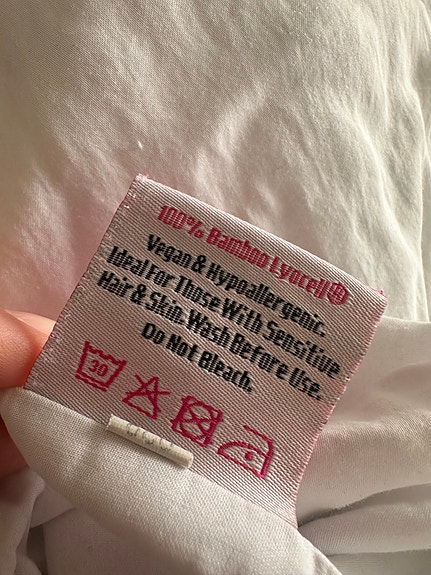 100% Bamboo Lyocell®
Vegan & Hypoallergenic.
Ideal For Those With Sensitive
Hair & Skin. Wash Before Use.
Do Not Bleach.
30